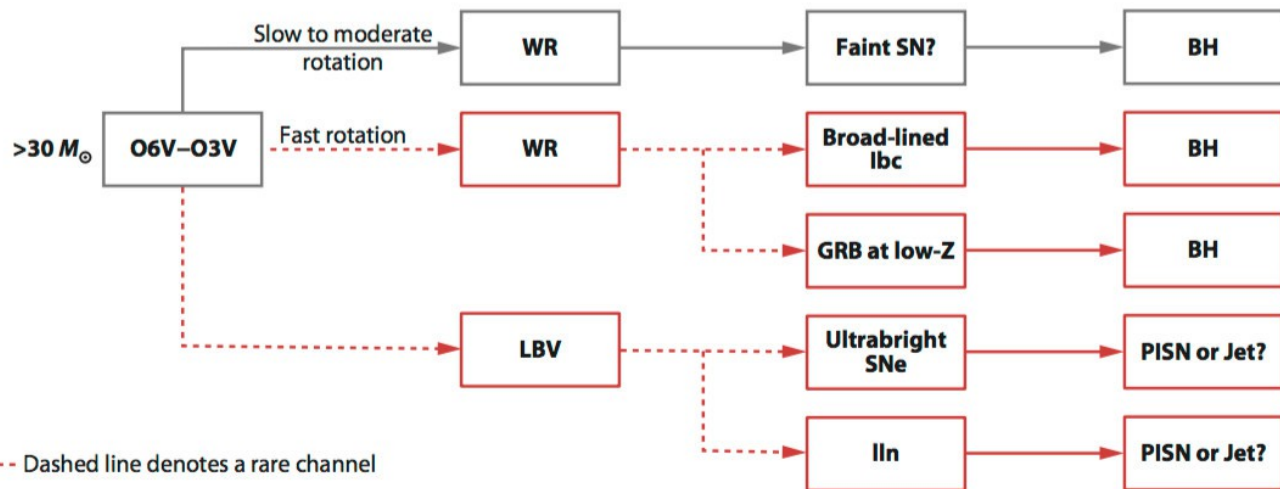 Slow to moderate
rotation
WR
Faint SN?
BH
>30 M☉
O6V–O3V
Fast rotation
WR
Broad-lined
Ibc
BH
GRB at low-Z
BH
LBV
Ultrabright
SNe
PISN or Jet?
IIn
PISN or Jet?
Dashed line denotes a rare channel